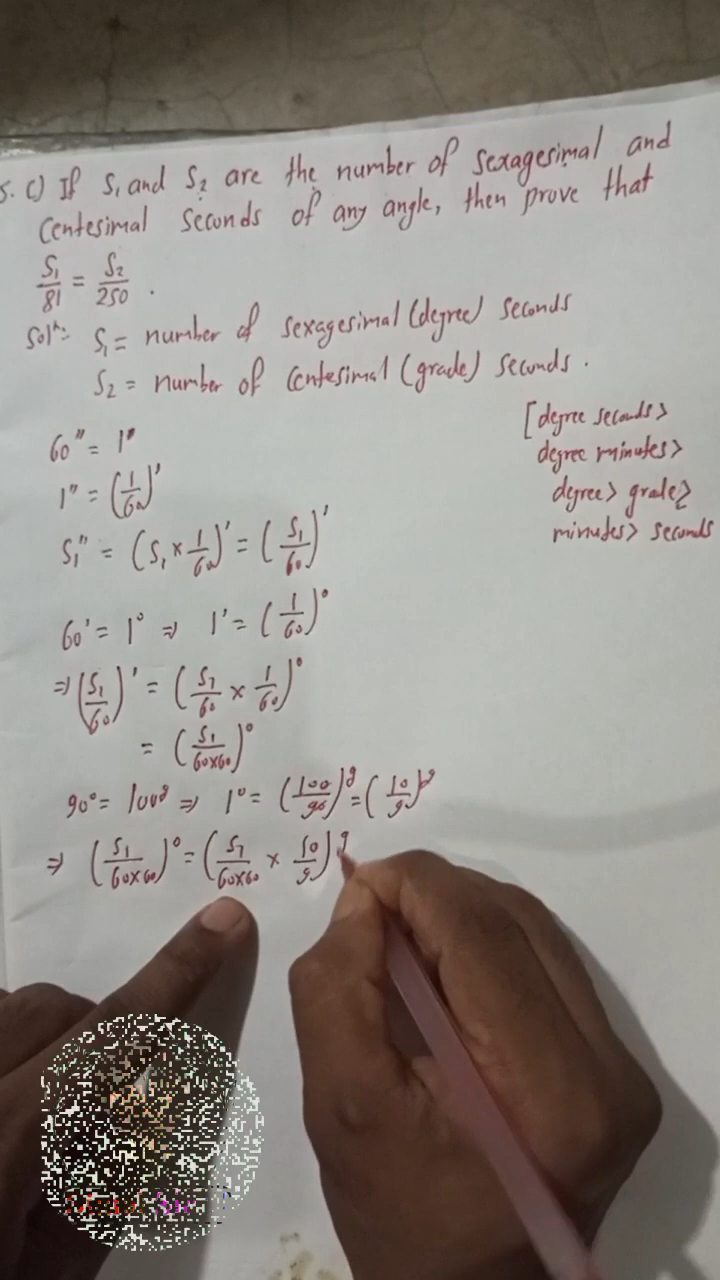 5. c) If S₁ and S₂ are the number of sexagesimal and
Centesimal seconds of any angle, then prove that
S₁/81 = S₂/250 .
Solⁿ: S₁ = number of sexagesimal (degree) seconds
S₂ = number of Centesimal (grade) seconds .
[degree seconds>
degree minutes>
degree> grade>
minutes> seconds
60″ = 1′
1″ = (1/60)′
S₁″ = (S₁ × 1/60)′ = (S₁/60)′
60′ = 1° ⇒ 1′ = (1/60)°
⇒ (S₁/60)′ = (S₁/60 × 1/60)°
= (S₁/60×60)°
90° = 100ᵍ ⇒ 1° = (100/90)ᵍ = (10/9)ᵍ
⇒ (S₁/60×60)° = (S₁/60×60 × 10/9)ᵍ